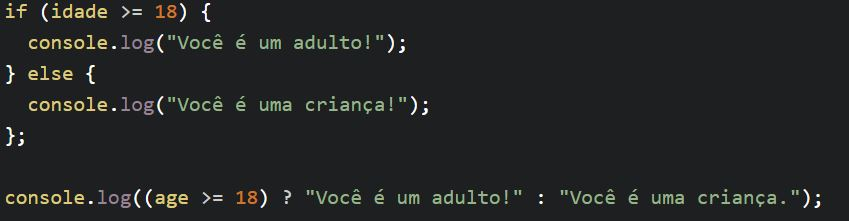 if (idade >= 18) {
  console.log("Você é um adulto!");
} else {
  console.log("Você é uma criança!");
};

console.log((age >= 18) ? "Você é um adulto!" : "Você é uma criança.");